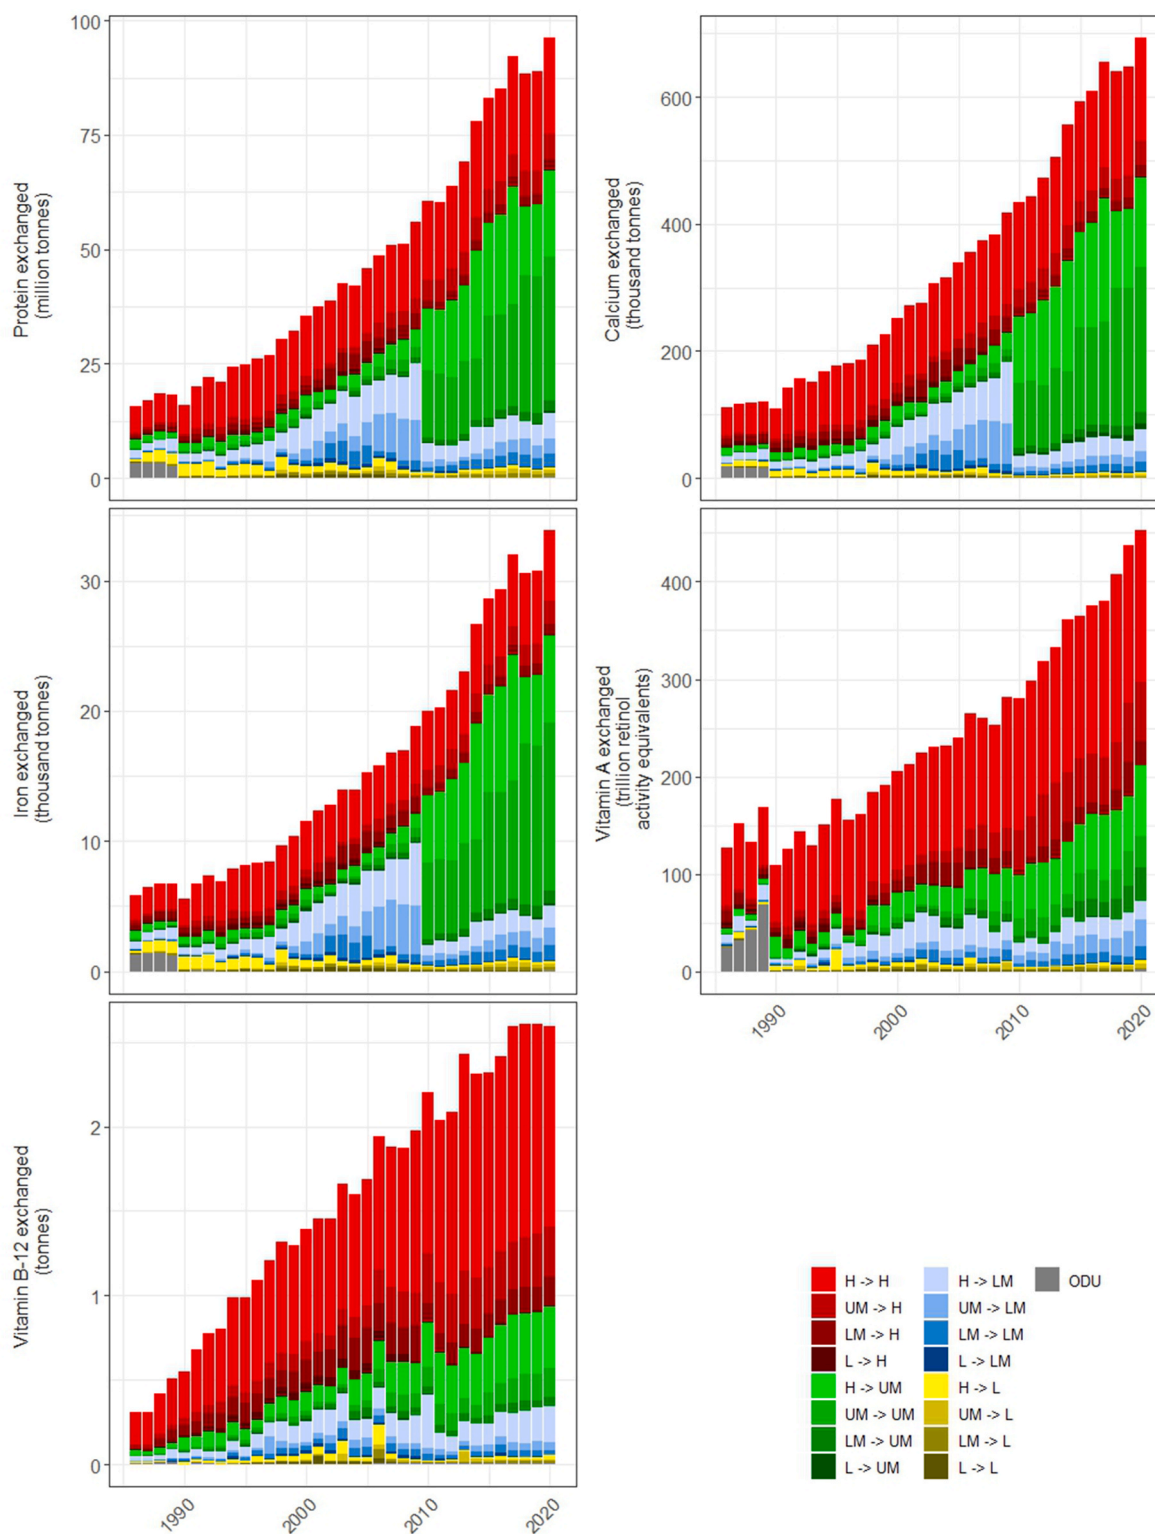 100
75
50
25
0
Protein exchanged
(million tonnes)
600
400
200
0
Calcium exchanged
(thousand tonnes)
30
20
10
0
Iron exchanged
(thousand tonnes)
400
300
200
100
0
Vitamin A exchanged
(trillion retinol
activity equivalents)
1990
2000
2010
2020
2
1
0
Vitamin B-12 exchanged
(tonnes)
1990
2000
2010
2020
H -> H
UM -> H
LM -> H
L -> H
H -> UM
UM -> UM
LM -> UM
L -> UM
H -> LM
UM -> LM
LM -> LM
L -> LM
H -> L
UM -> L
LM -> L
L -> L
ODU